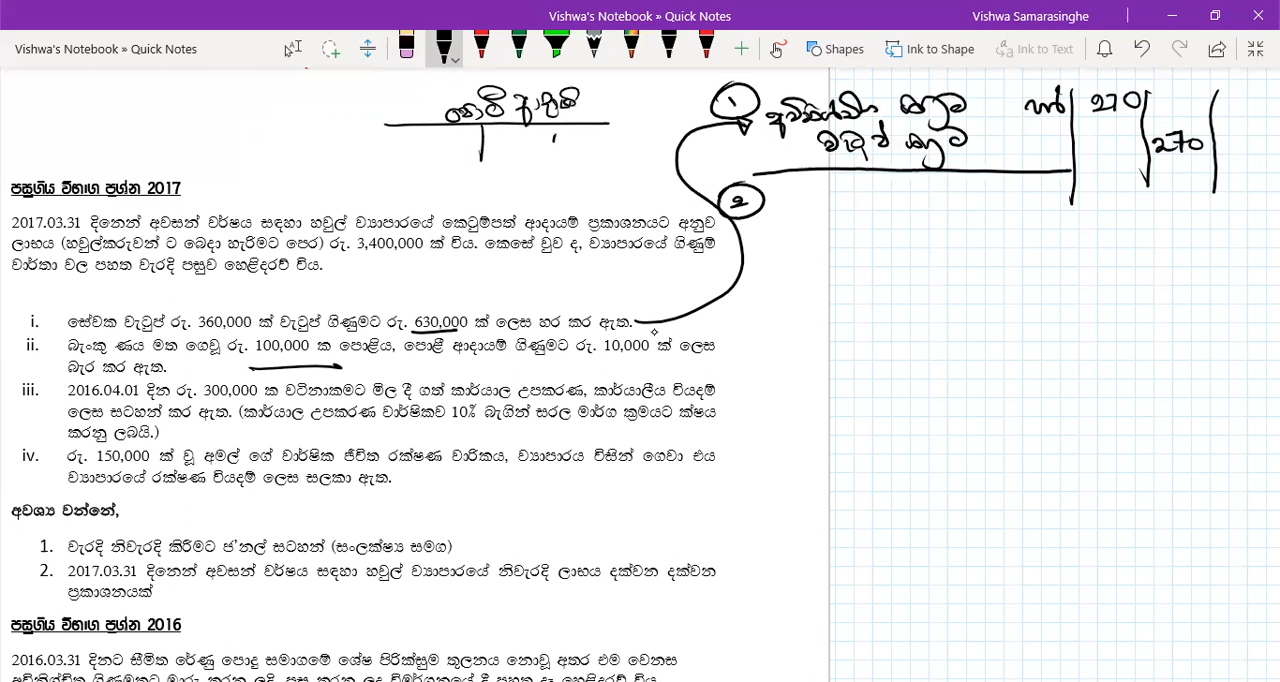 Vishwa's Notebook » Quick Notes
Vishwa Samarasinghe
Vishwa's Notebook » Quick Notes
Shapes
Ink to Shape
Ink to Text
පොලී ආදායම්
1 අවිනිශ්චිත ගිණුම හර 270
වැටුප් ගිණුම 270
2
පසුගිය විභාග ප්‍රශ්න 2017
2017.03.31 දිනෙන් අවසන් වර්ෂය සඳහා හවුල් ව්‍යාපාරයේ කෙටුම්පත් ආදායම් ප්‍රකාශනයට අනුව
ලාභය (හවුල්කරුවන් ට බෙදා හැරීමට පෙර) රු. 3,400,000 ක් විය. කෙසේ වුව ද, ව්‍යාපාරයේ ගිණුම්
වාර්තා වල පහත වැරදි පසුව හෙළිදරව් විය.
i. සේවක වැටුප් රු. 360,000 ක් වැටුප් ගිණුමට රු. 630,000 ක් ලෙස හර කර ඇත.
ii. බැංකු ණය මත ගෙවූ රු. 100,000 ක පොළිය, පොළී ආදායම් ගිණුමට රු. 10,000 ක් ලෙස
බැර කර ඇත.
iii. 2016.04.01 දින රු. 300,000 ක වටිනාකමට මිල දී ගත් කාර්යාල උපකරණ, කාර්යාලීය වියදම්
ලෙස සටහන් කර ඇත. (කාර්යාල උපකරණ වාර්ෂිකව 10% බැගින් සරල මාර්ග ක්‍රමයට ක්ෂය
කරනු ලබයි.)
iv. රු. 150,000 ක් වූ අමල් ගේ වාර්ෂික ජීවිත රක්ෂණ වාරිකය, ව්‍යාපාරය විසින් ගෙවා එය
ව්‍යාපාරයේ රක්ෂණ වියදම් ලෙස සලකා ඇත.
අවශ්‍ය වන්නේ,
1. වැරදි නිවැරදි කිරීමට ජ'නල් සටහන් (සංලක්ෂ්‍ය සමග)
2. 2017.03.31 දිනෙන් අවසන් වර්ෂය සඳහා හවුල් ව්‍යාපාරයේ නිවැරදි ලාභය දක්වන දක්වන
ප්‍රකාශනයක්
පසුගිය විභාග ප්‍රශ්න 2016
2016.03.31 දිනට සීමිත රේණු පොදු සමාගමේ ශේෂ පිරික්සුම තුලනය නොවූ අතර එම වෙනස